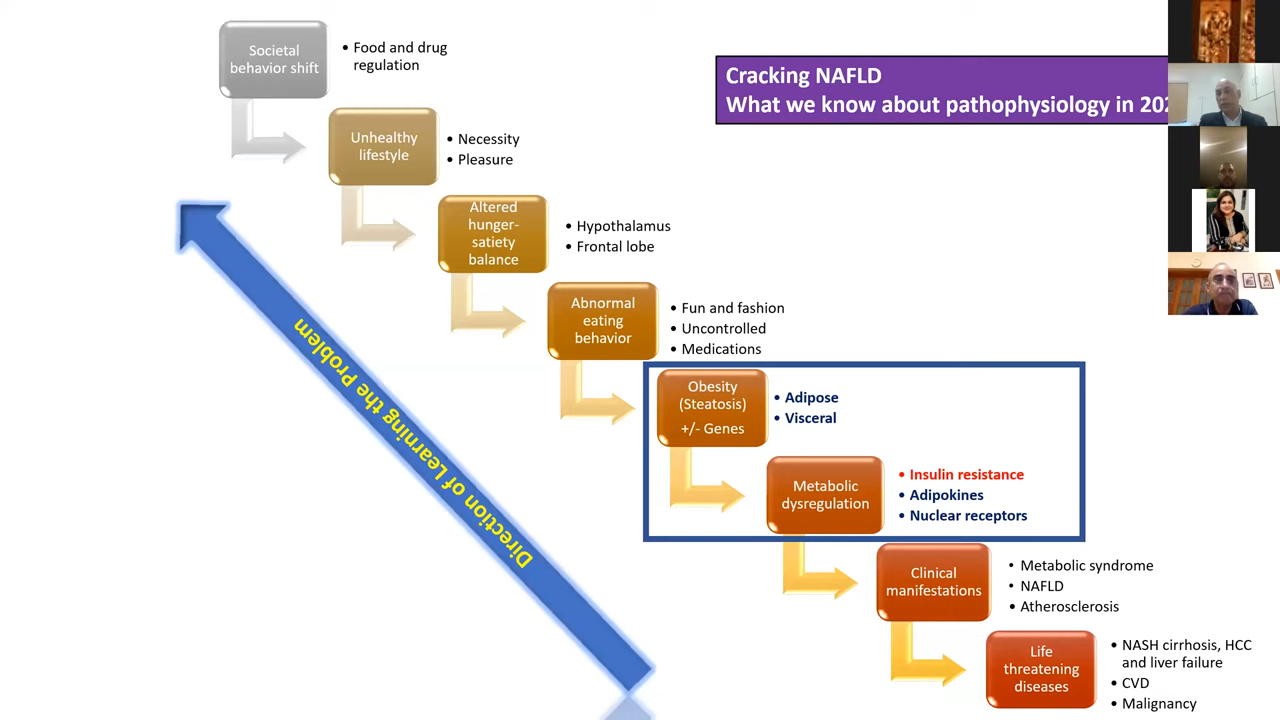 Cracking NAFLD
What we know about pathophysiology in
Societal
behavior shift
• Food and drug
regulation
Unhealthy
lifestyle
• Necessity
• Pleasure
Altered
hunger-
satiety
balance
• Hypothalamus
• Frontal lobe
Abnormal
eating
behavior
• Fun and fashion
• Uncontrolled
• Medications
Obesity
(Steatosis)
+/- Genes
• Adipose
• Visceral
Metabolic
dysregulation
• Insulin resistance
• Adipokines
• Nuclear receptors
Clinical
manifestations
• Metabolic syndrome
• NAFLD
• Atherosclerosis
Life
threatening
diseases
• NASH cirrhosis, HCC
and liver failure
• CVD
• Malignancy
Direction of Learning the Problem